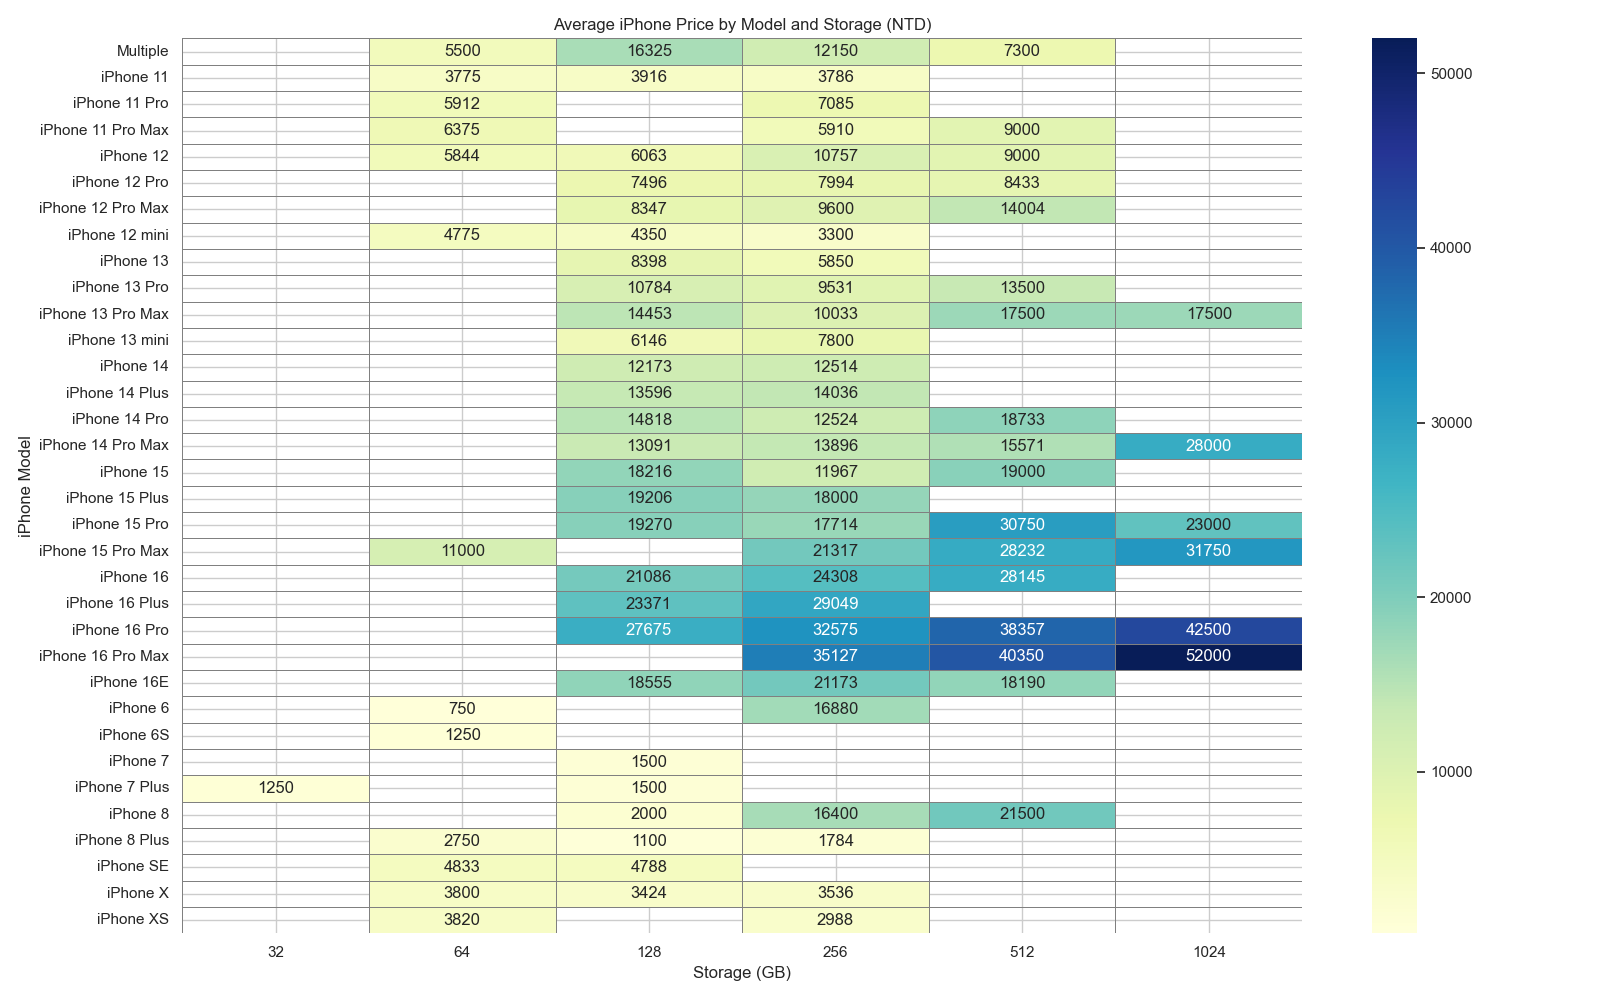 Average iPhone Price by Model and Storage (NTD)
Multiple 5500 16325 12150 7300
iPhone 11 3775 3916 3786
iPhone 11 Pro 5912 7085
iPhone 11 Pro Max 6375 5910 9000
iPhone 12 5844 6063 10757 9000
iPhone 12 Pro 7496 7994 8433
iPhone 12 Pro Max 8347 9600 14004
iPhone 12 mini 4775 4350 3300
iPhone 13 8398 5850
iPhone 13 Pro 10784 9531 13500
iPhone 13 Pro Max 14453 10033 17500 17500
iPhone 13 mini 6146 7800
iPhone 14 12173 12514
iPhone 14 Plus 13596 14036
iPhone 14 Pro 14818 12524 18733
iPhone 14 Pro Max 13091 13896 15571 28000
iPhone 15 18216 11967 19000
iPhone 15 Plus 19206 18000
iPhone 15 Pro 19270 17714 30750 23000
iPhone 15 Pro Max 11000 21317 28232 31750
iPhone 16 21086 24308 28145
iPhone 16 Plus 23371 29049
iPhone 16 Pro 27675 32575 38357 42500
iPhone 16 Pro Max 35127 40350 52000
iPhone 16E 18555 21173 18190
iPhone 6 750 16880
iPhone 6S 1250
iPhone 7 1500
iPhone 7 Plus 1250 1500
iPhone 8 2000 16400 21500
iPhone 8 Plus 2750 1100 1784
iPhone SE 4833 4788
iPhone X 3800 3424 3536
iPhone XS 3820 2988
32 64 128 256 512 1024
Storage (GB)
iPhone Model
50000
40000
30000
20000
10000